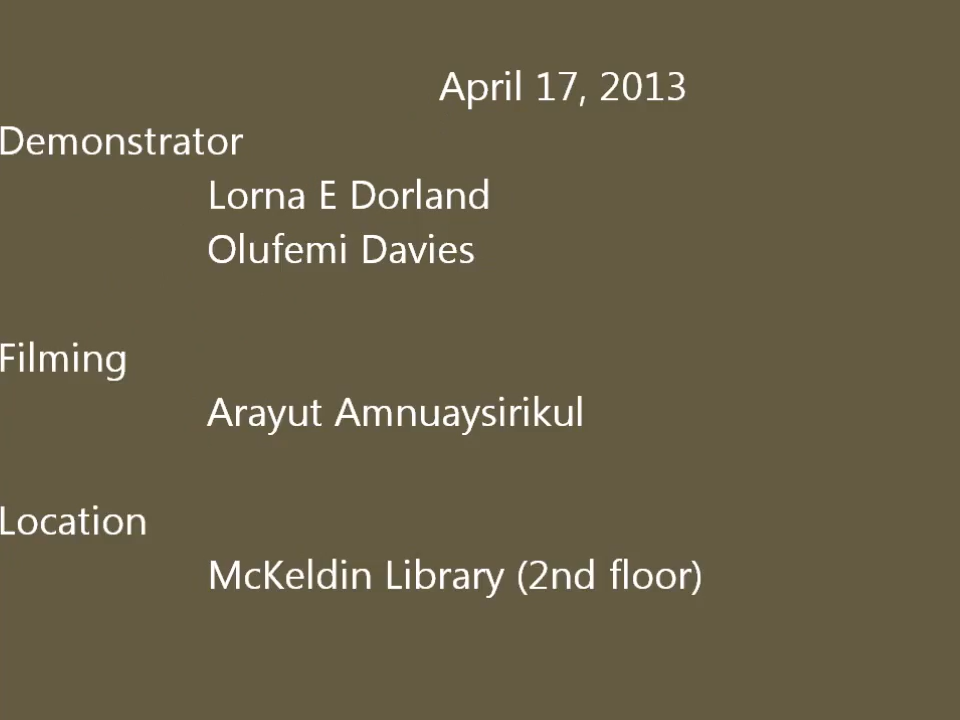 April 17, 2013
Demonstrator
Lorna E Dorland
Olufemi Davies
Filming
Arayut Amnuaysirikul
Location
McKeldin Library (2nd floor)